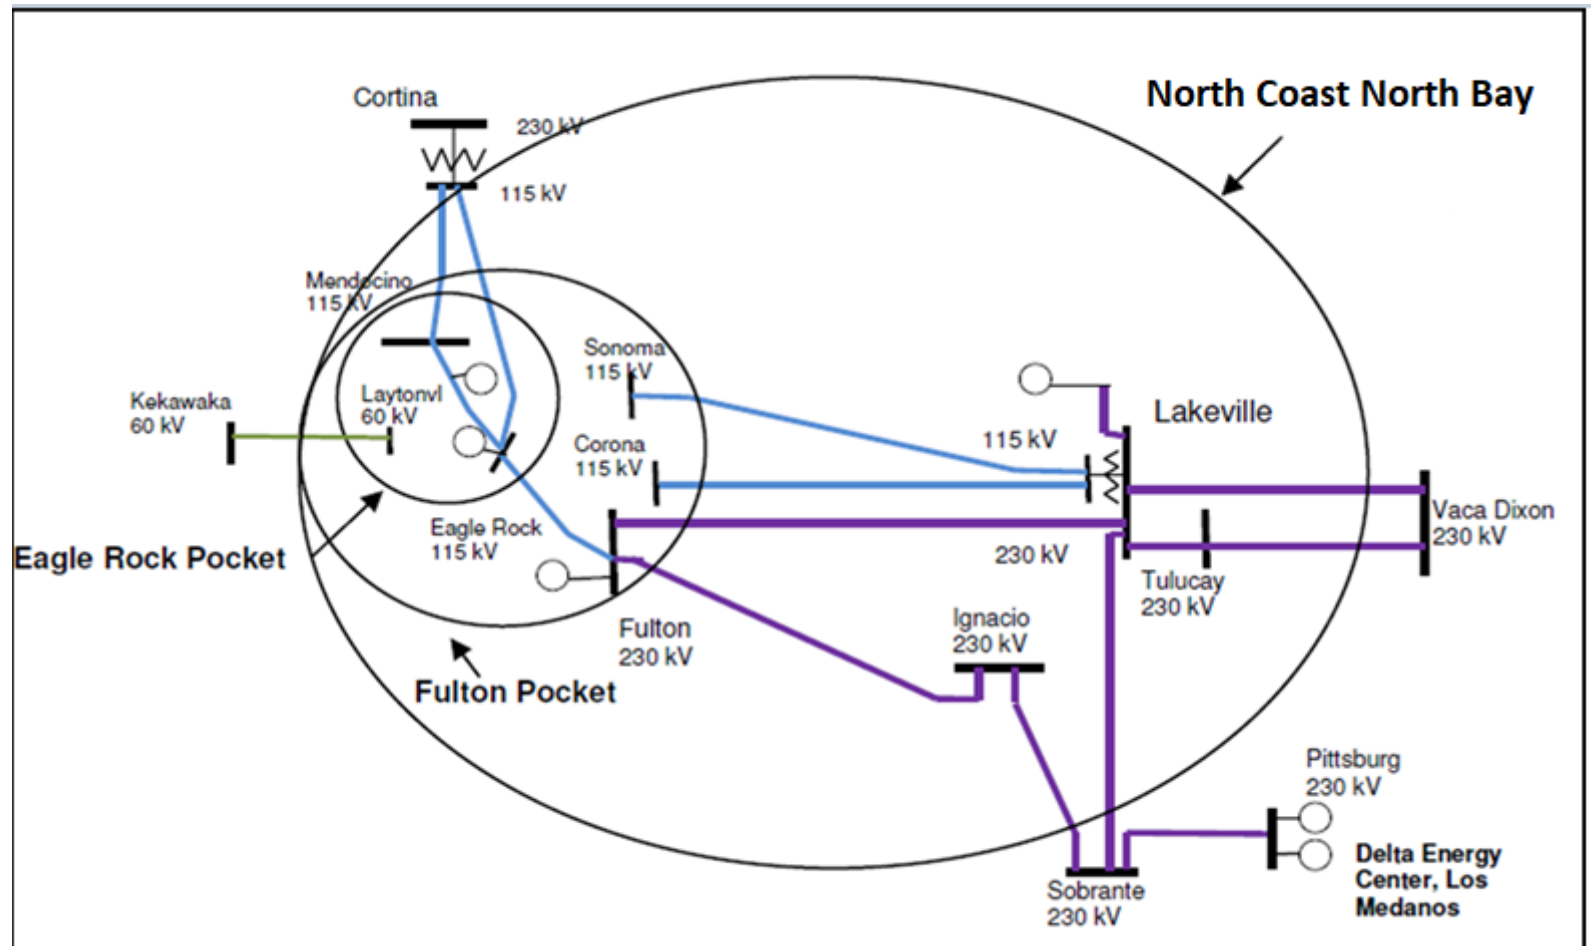 North Coast North Bay
Cortina
230 kV
115 kV
Mendocino
115 kV
Sonoma
115 kV
Laytonvl
60 kV
Kekawaka
60 kV
Lakeville
115 kV
Corona
115 kV
Vaca Dixon
230 kV
Eagle Rock
115 kV
Eagle Rock Pocket
230 kV
Tulucay
230 kV
Ignacio
230 kV
Fulton
230 kV
Fulton Pocket
Pittsburg
230 kV
Delta Energy
Center, Los
Medanos
Sobrante
230 kV